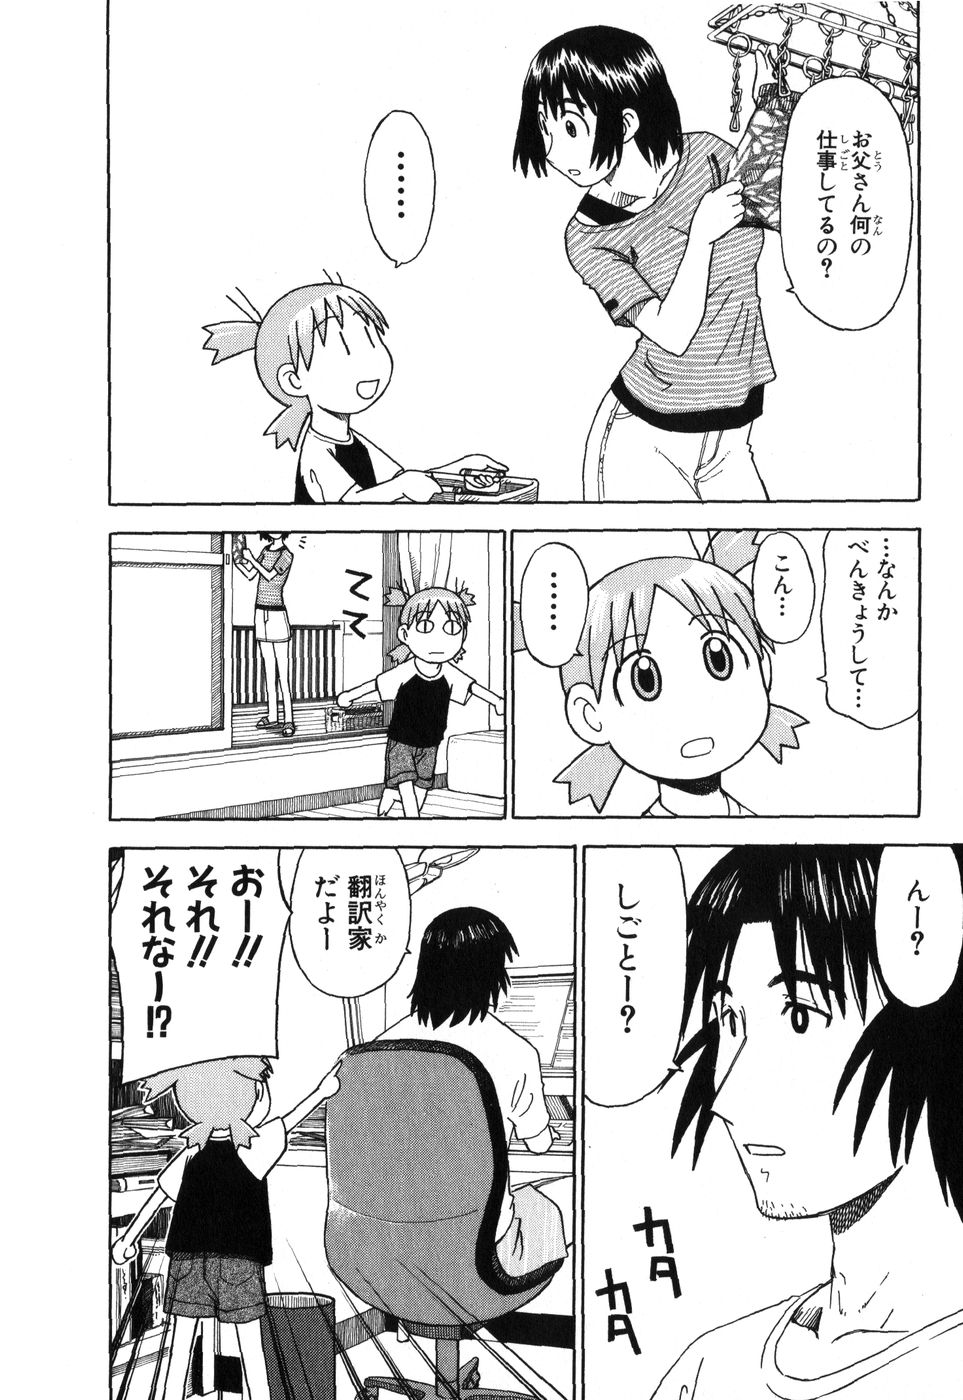 お父さん何の
仕事してるの?
……
…なんか
べんきょうして…
こん…
……
てて
んー?
しごとー?
カタ
カタ
翻訳家
だよー
おー!!
それ!!
それなー!?